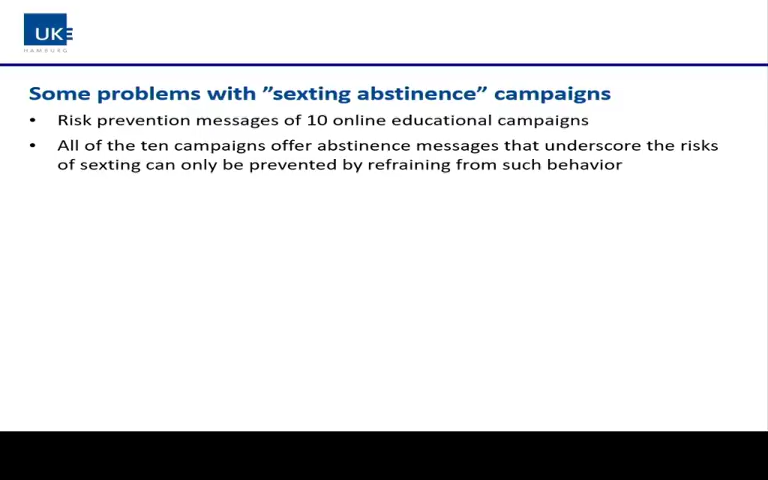 UKE
HAMBURG
Some problems with ”sexting abstinence” campaigns
• Risk prevention messages of 10 online educational campaigns
• All of the ten campaigns offer abstinence messages that underscore the risks
of sexting can only be prevented by refraining from such behavior